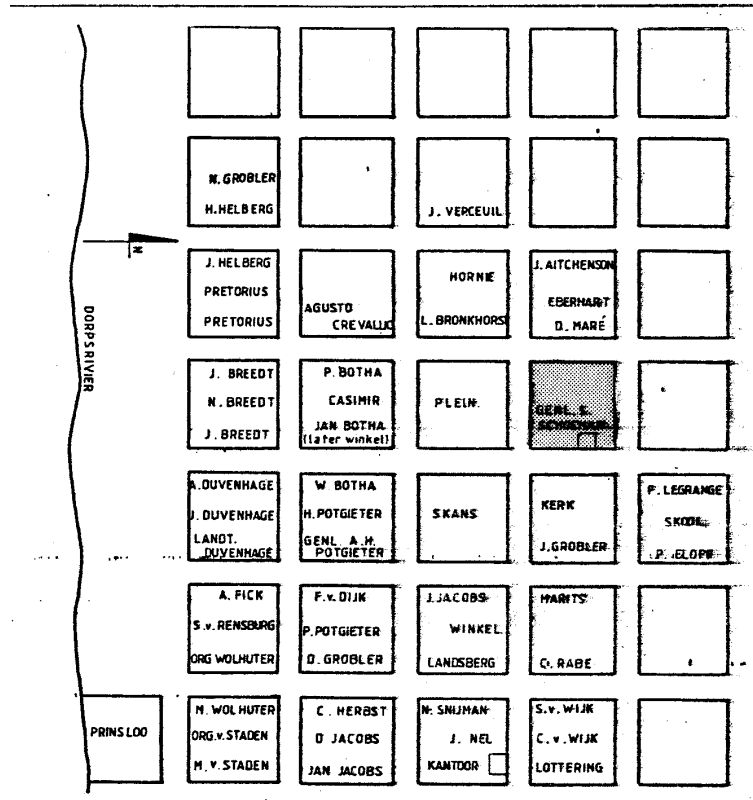 N. GROBLER
H. HELBERG
J. VERCEUIL
N
J. HELBERG
PRETORIUS
PRETORIUS
AGUSTO
CREVALLIO
HORNIE
L. BRONKHORST
J. AITCHENSON
EBERHART
D. MARÉ
DORPS RIVIER
J. BREEDT
N. BREEDT
J. BREEDT
P. BOTHA
CASIMIR
JAN BOTHA
(later winkel)
PLEIN
GENL. S.
SCHOEMAN
A. DUVENHAGE
J. DUVENHAGE
LANDT.
DUVENHAGE
W. BOTHA
H. POTGIETER
GENL. A.H.
POTGIETER
SKANS
KERK
J. GROBLER
P. LEGRANGE
SKOOL
A. FICK
S.v. RENSBURG
ORG WOLHUTER
F.v. DIJK
P. POTGIETER
D. GROBLER
J. JACOBS
WINKEL
LANDSBERG
MARITS
C. RABE
PRINSLOO
M. WOLHUTER
ORG.v. STADEN
M.v. STADEN
C. HERBST
D JACOBS
JAN JACOBS
N. SNIJMAN
J. NEL
KANTOOR
S.v. WIJK
C.v. WIJK
LOTTERING